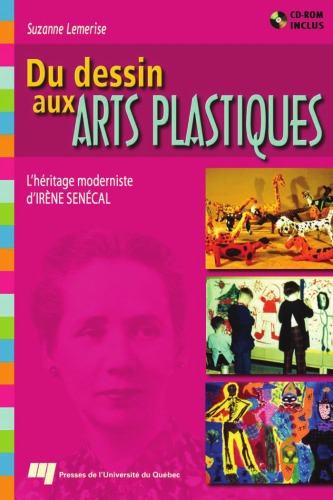 Suzanne Lemerise
CD-ROM
INCLUS
Du dessin
aux ARTS PLASTIQUES
L'héritage moderniste
d'IRÈNE SENÉCAL
Presses de l'Université du Québec